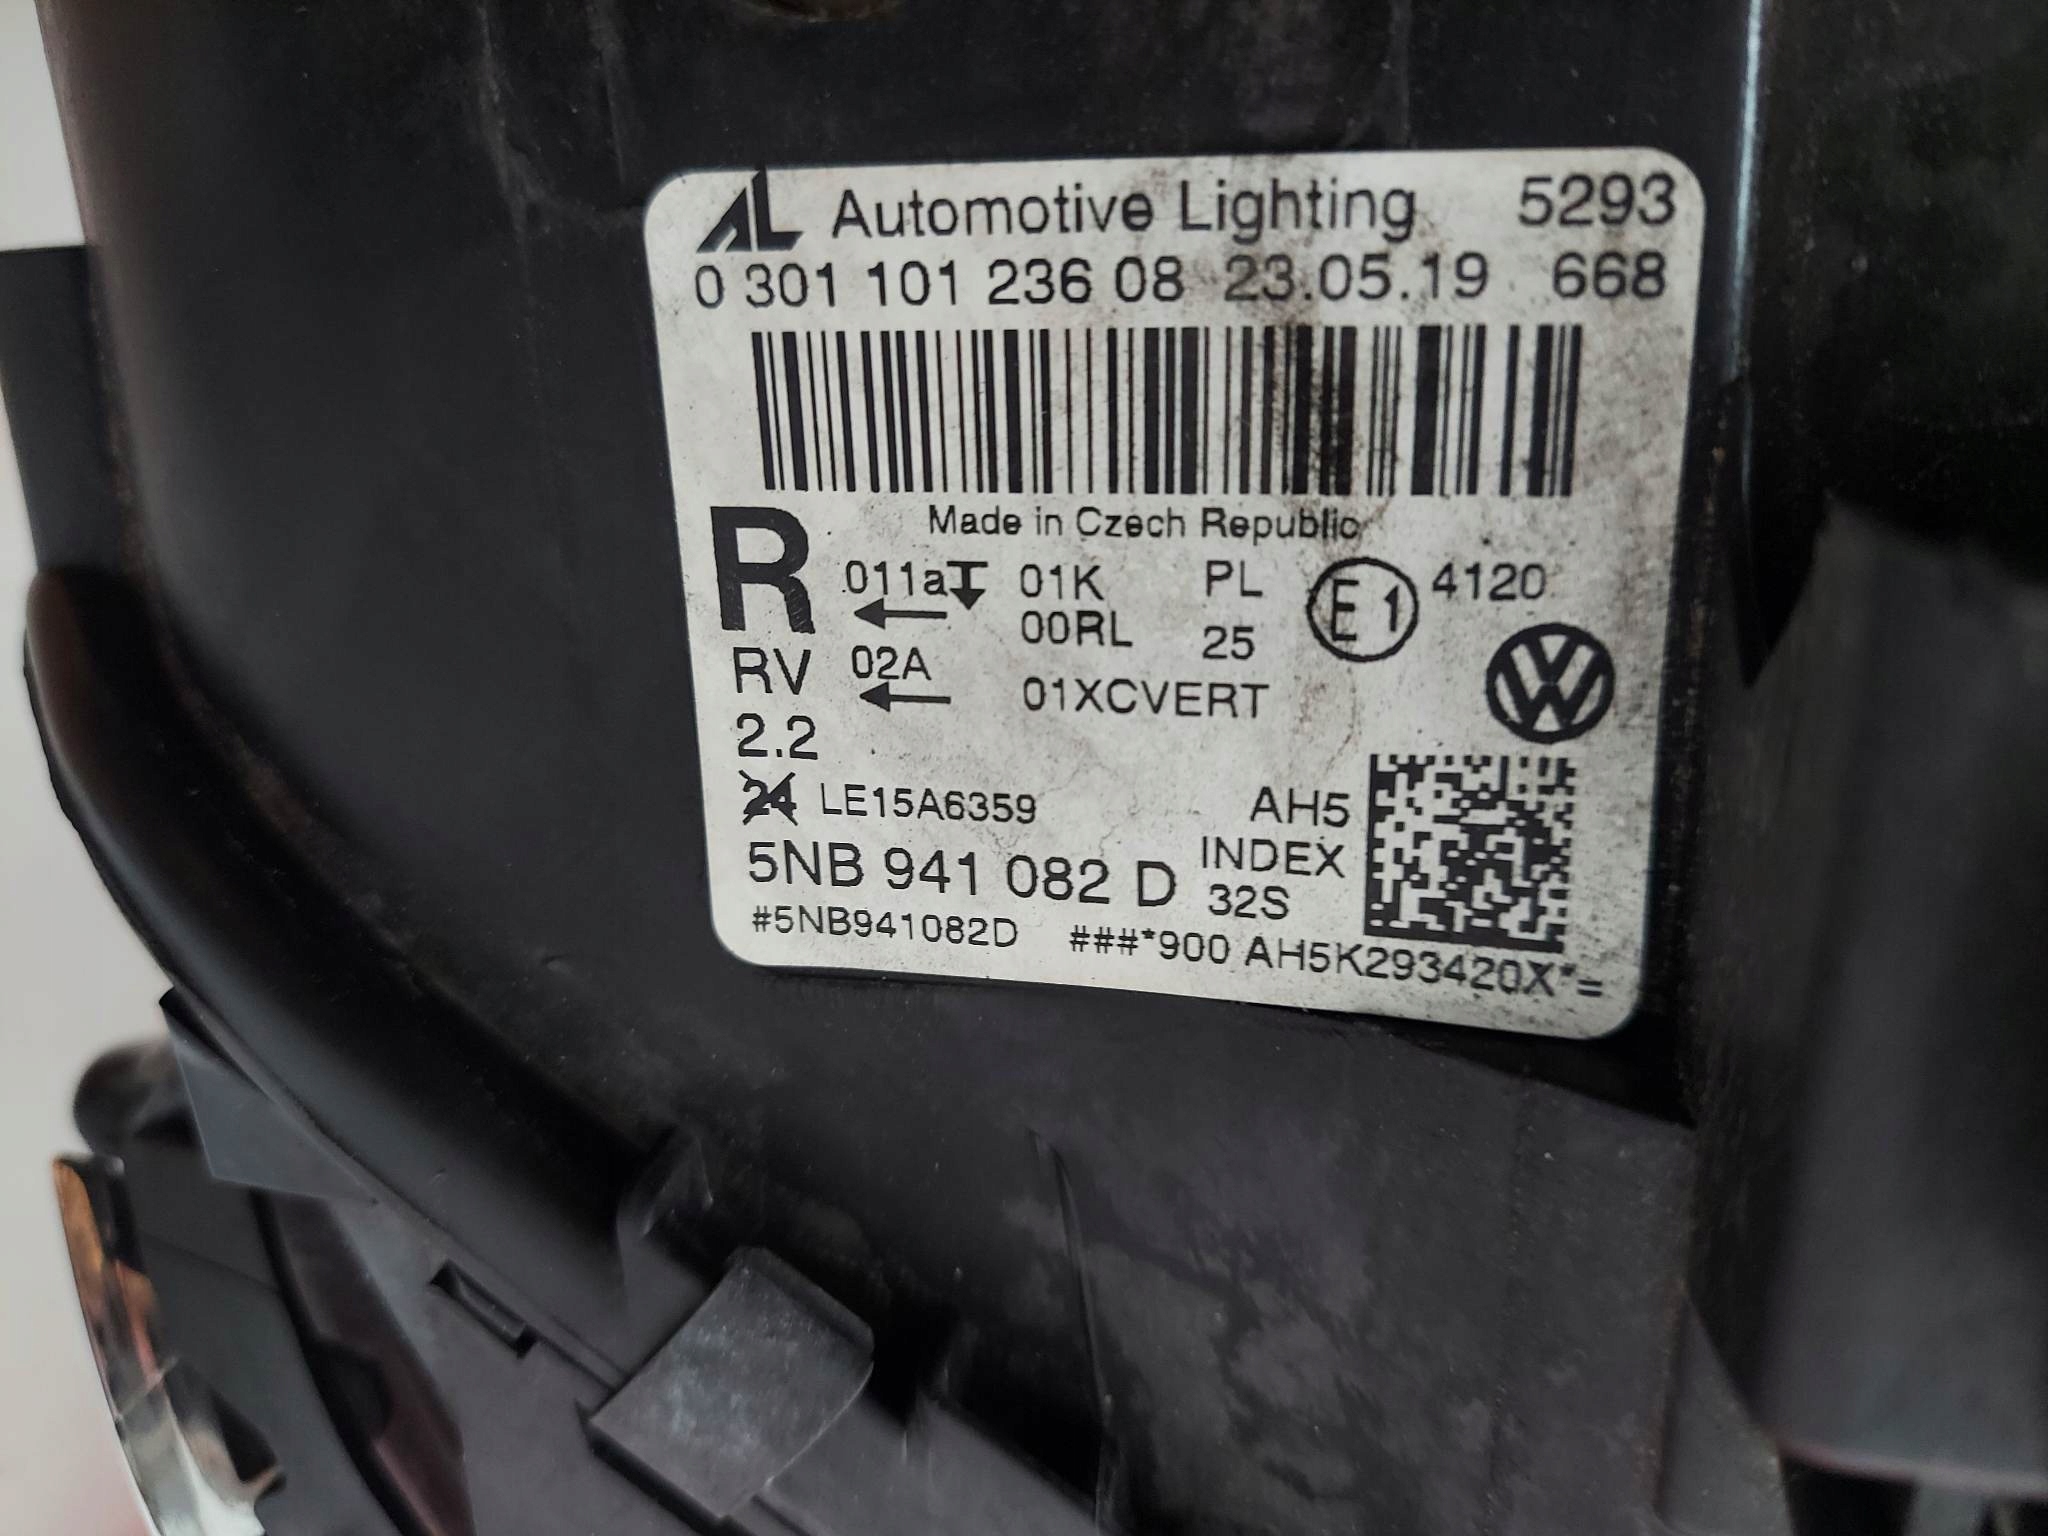 AL Automotive Lighting 5293
0 301 101 236 08 23.05.19 668
Made in Czech Republic
R 011a 01K PL E1 4120
00RL 25
RV 02A 01XCVERT
2.2
24 LE15A6359 AH5
5NB 941 082 D INDEX
32S
#5NB941082D ###*900 AH5K293420X*=